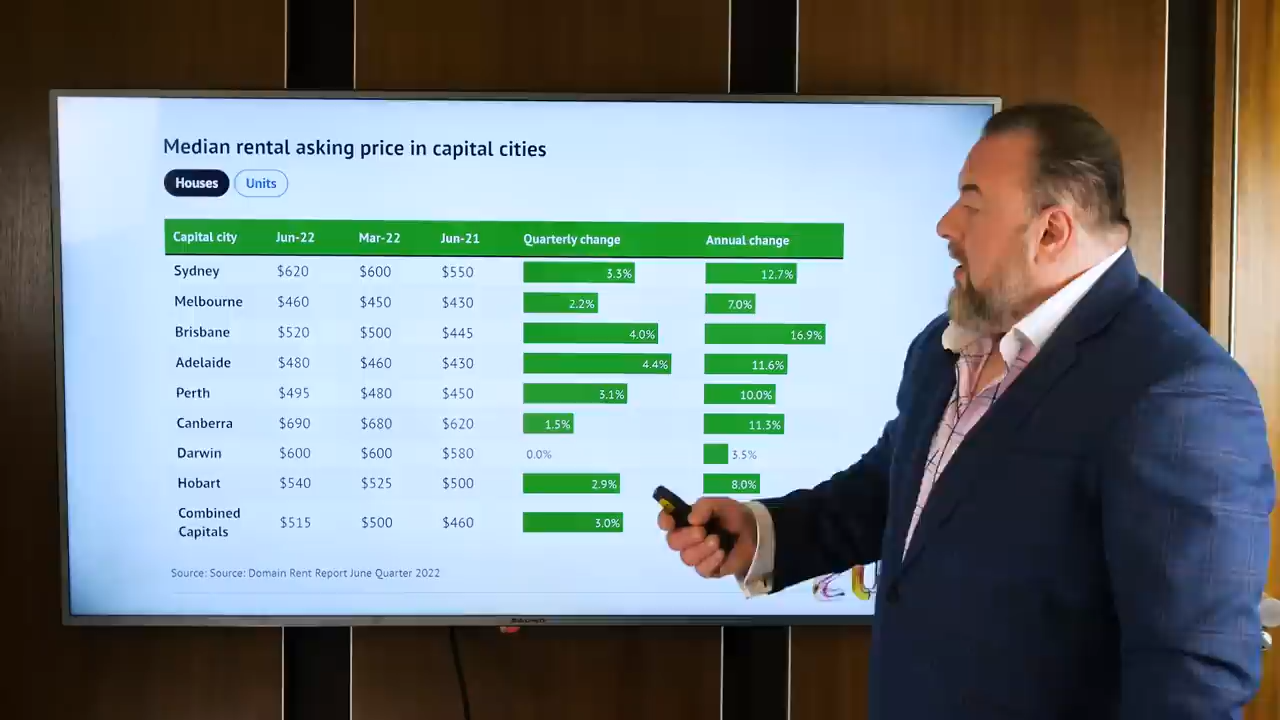 Median rental asking price in capital cities
Houses Units
Capital city Jun-22 Mar-22 Jun-21 Quarterly change Annual change
Sydney $620 $600 $550 3.3% 12.7%
Melbourne $460 $450 $430 2.2% 7.0%
Brisbane $520 $500 $445 4.0% 16.9%
Adelaide $480 $460 $430 4.4% 11.6%
Perth $495 $480 $450 3.1% 10.0%
Canberra $690 $680 $620 1.5% 11.3%
Darwin $600 $600 $580 0.0% 3.5%
Hobart $540 $525 $500 2.9% 8.0%
Combined
Capitals $515 $500 $460 3.0%
Source: Source: Domain Rent Report June Quarter 2022